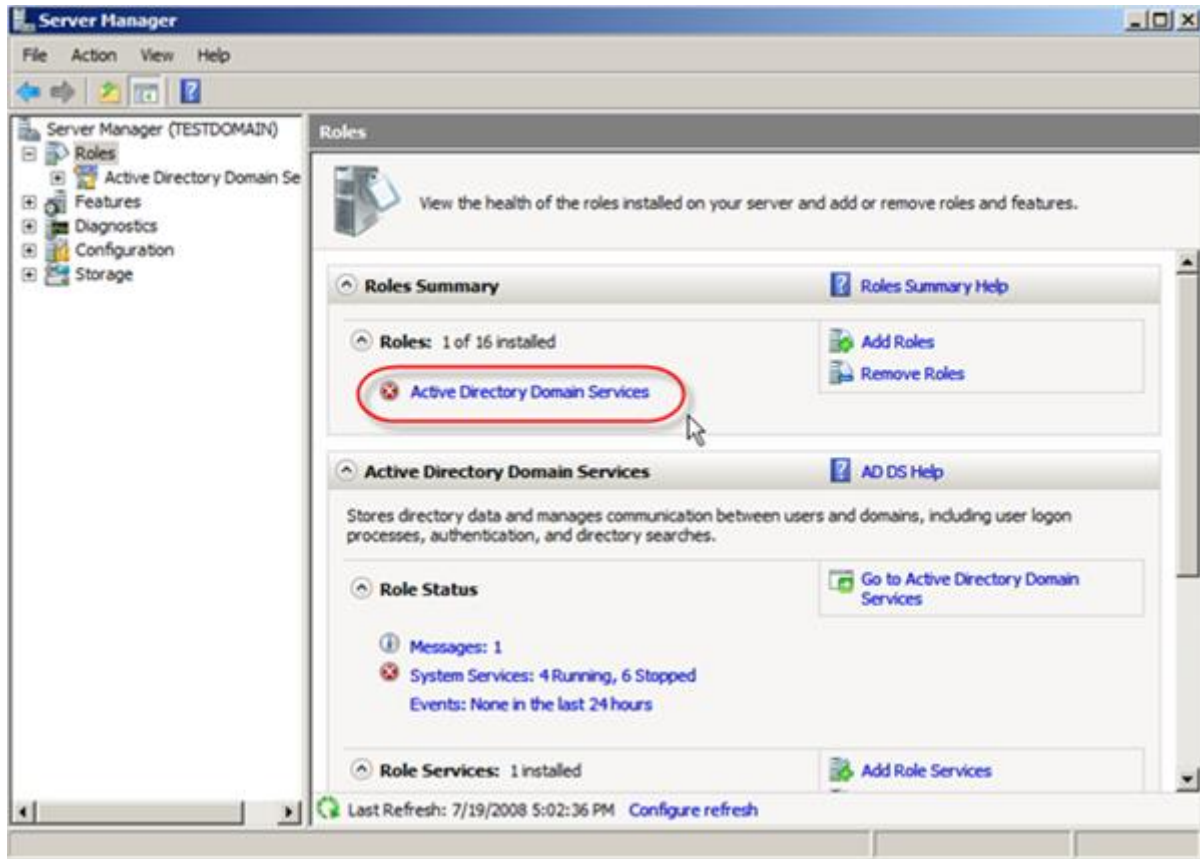 Server Manager
File Action View Help
Server Manager (TESTDOMAIN)
Roles
Active Directory Domain Se
Features
Diagnostics
Configuration
Storage
Roles
View the health of the roles installed on your server and add or remove roles and features.
Roles Summary
Roles Summary Help
Roles: 1 of 16 installed
Add Roles
Remove Roles
Active Directory Domain Services
Active Directory Domain Services
AD DS Help
Stores directory data and manages communication between users and domains, including user logon
processes, authentication, and directory searches.
Role Status
Go to Active Directory Domain
Services
Messages: 1
System Services: 4 Running, 6 Stopped
Events: None in the last 24 hours
Role Services: 1 installed
Add Role Services
Last Refresh: 7/19/2008 5:02:36 PM Configure refresh